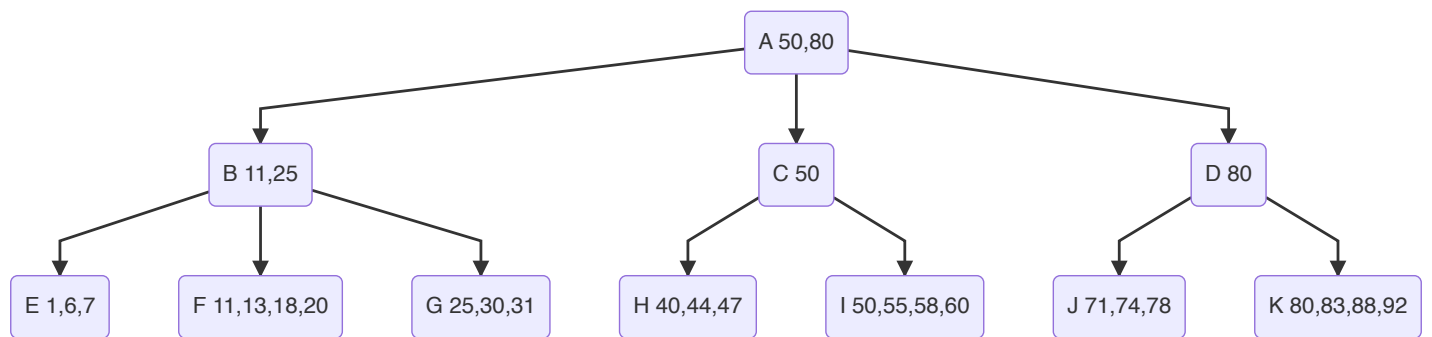 A 50,80
B 11,25
C 50
D 80
E 1,6,7
F 11,13,18,20
G 25,30,31
H 40,44,47
I 50,55,58,60
J 71,74,78
K 80,83,88,92